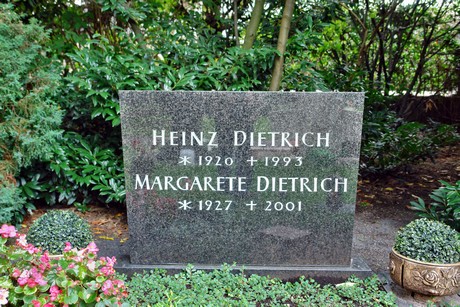 HEINZ DIETRICH
* 1920 + 1993
MARGARETE DIETRICH
* 1927 + 2001